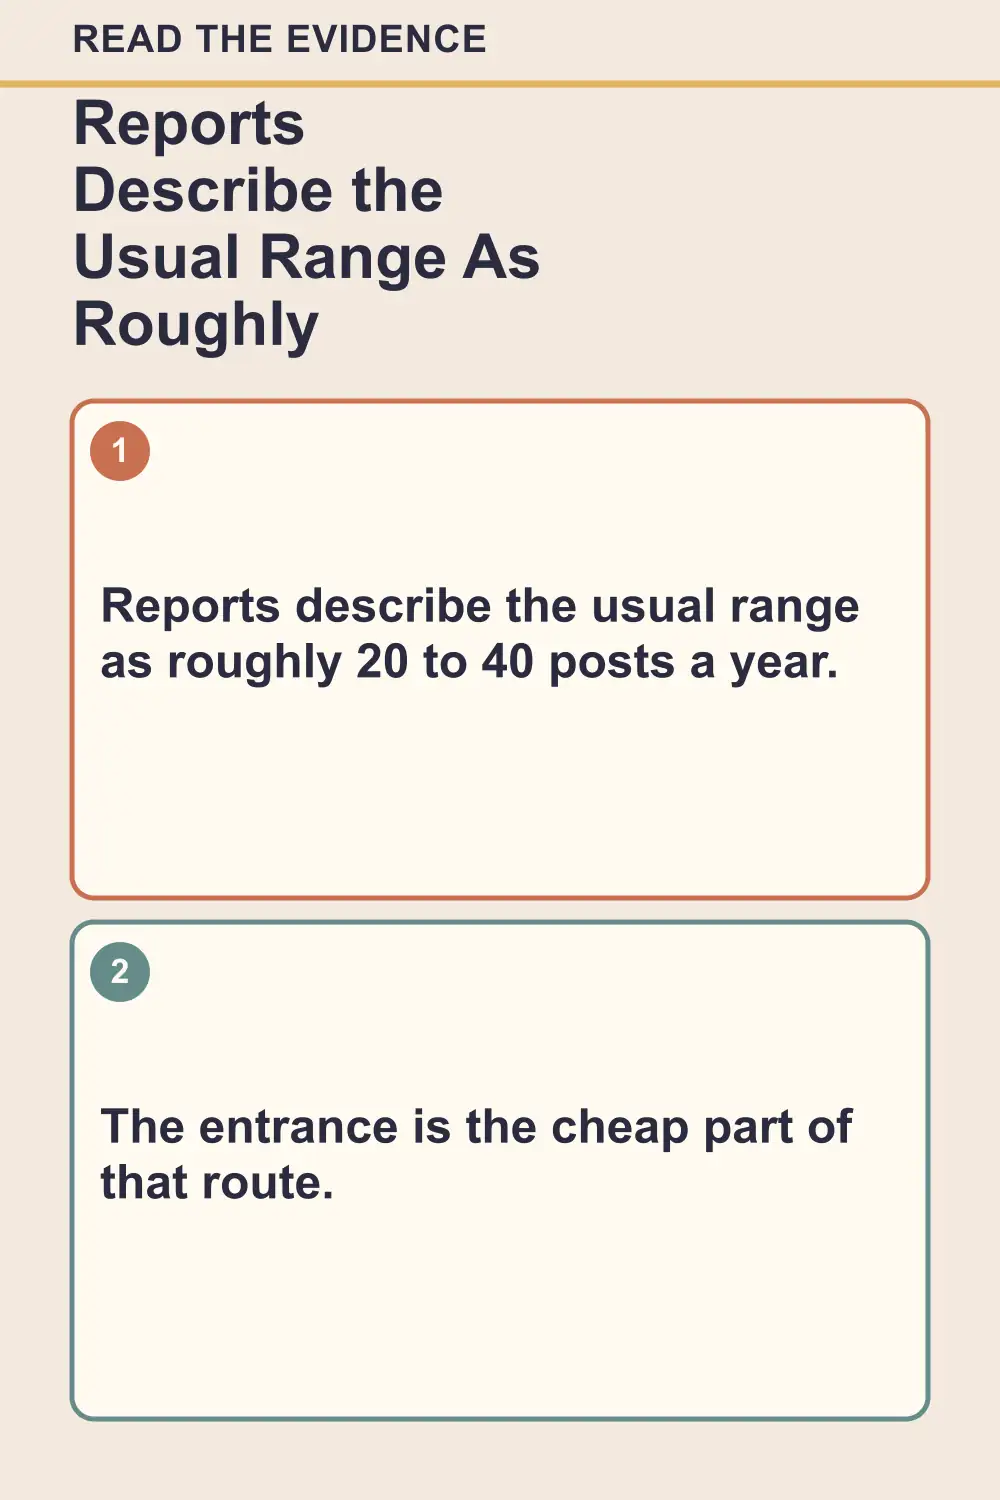 READ THE EVIDENCE
Reports
Describe the
Usual Range As
Roughly
1
Reports describe the usual range
as roughly 20 to 40 posts a year.
2
The entrance is the cheap part of
that route.